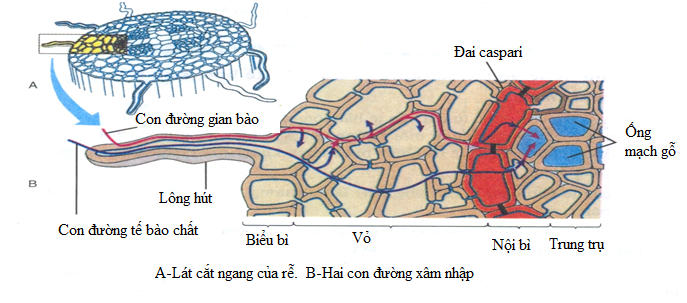 Đai caspari
A
Con đường gian bào
Ống
mạch gỗ
B
Lông hút
Con đường tế bào chất
Biểu bì
Vỏ
Nội bì
Trung trụ
A-Lát cắt ngang của rễ. B-Hai con đường xâm nhập